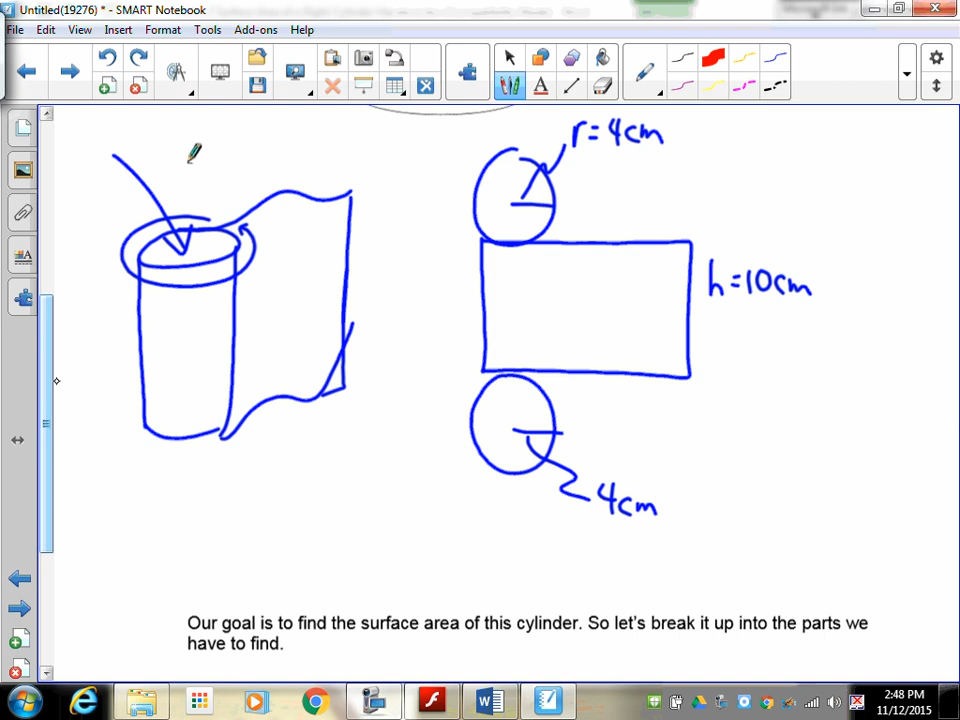 Untitled(19276) * - SMART Notebook
File Edit View Insert Format Tools Add-ons Help
r=4cm
h=10cm
4cm
Our goal is to find the surface area of this cylinder. So let's break it up into the parts we
have to find.
2:48 PM
11/12/2015